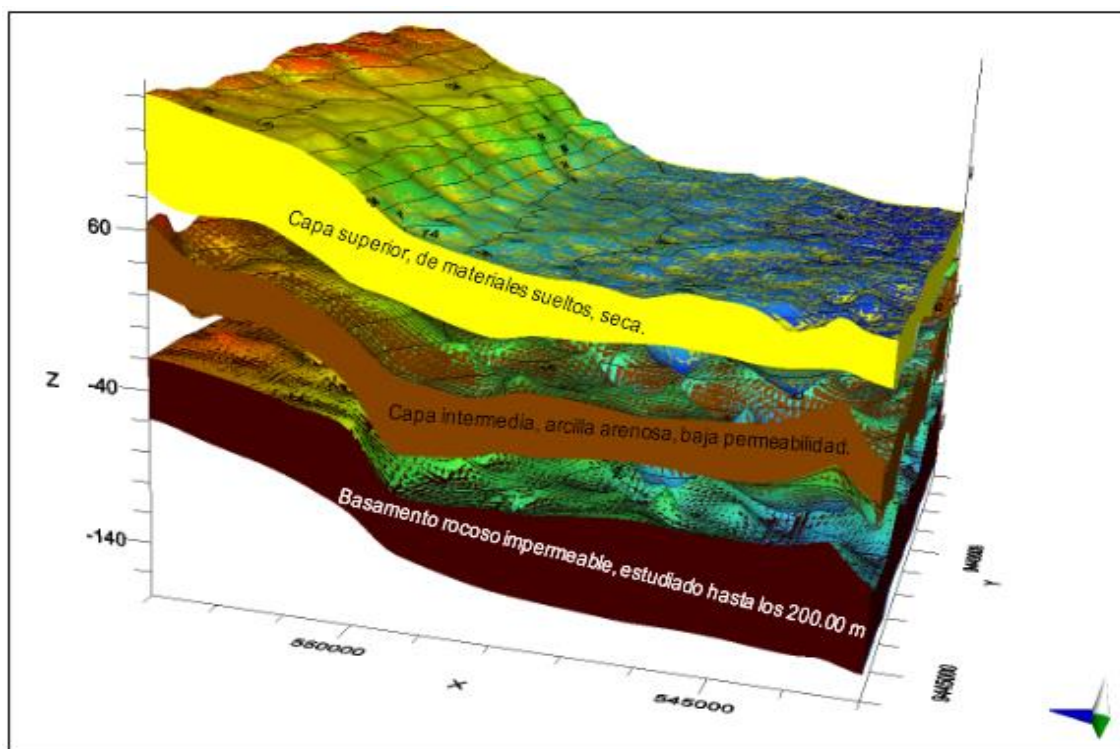 Capa superior, de materiales sueltos, seca.
60
Z
-40
Capa intermedia, arcilla arenosa, baja permeabilidad.
Basamento rocoso impermeable, estudiado hasta los 200.00 m
-140
550000
X
545000
Y
9445000